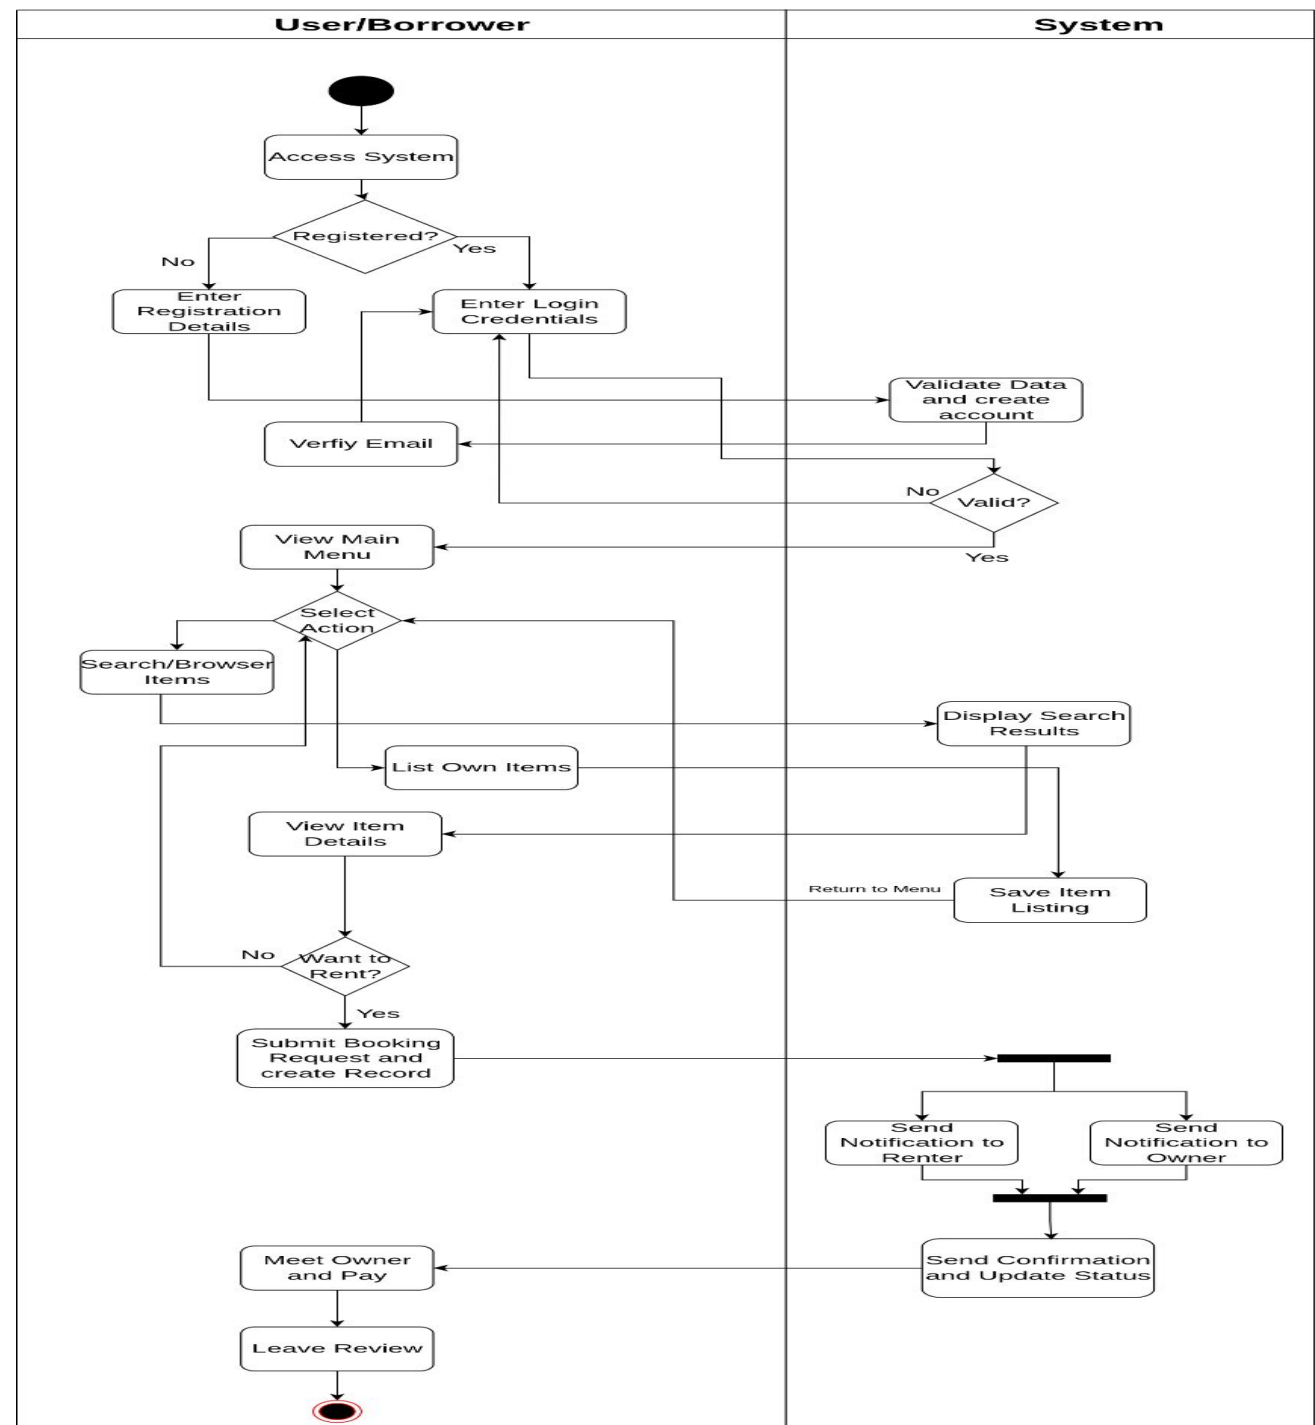 User/Borrower
System
Access System
Registered?
Yes
No
Enter
Registration
Details
Enter Login
Credentials
Validate Data
and create
account
Verfiy Email
No
Valid?
Yes
View Main
Menu
Select
Action
Search/Browser
Items
Display Search
Results
List Own Items
View Item
Details
Return to Menu
Save Item
Listing
No
Want to
Rent?
Yes
Submit Booking
Request and
create Record
Send
Notification to
Renter
Send
Notification to
Owner
Meet Owner
and Pay
Send Confirmation
and Update Status
Leave Review